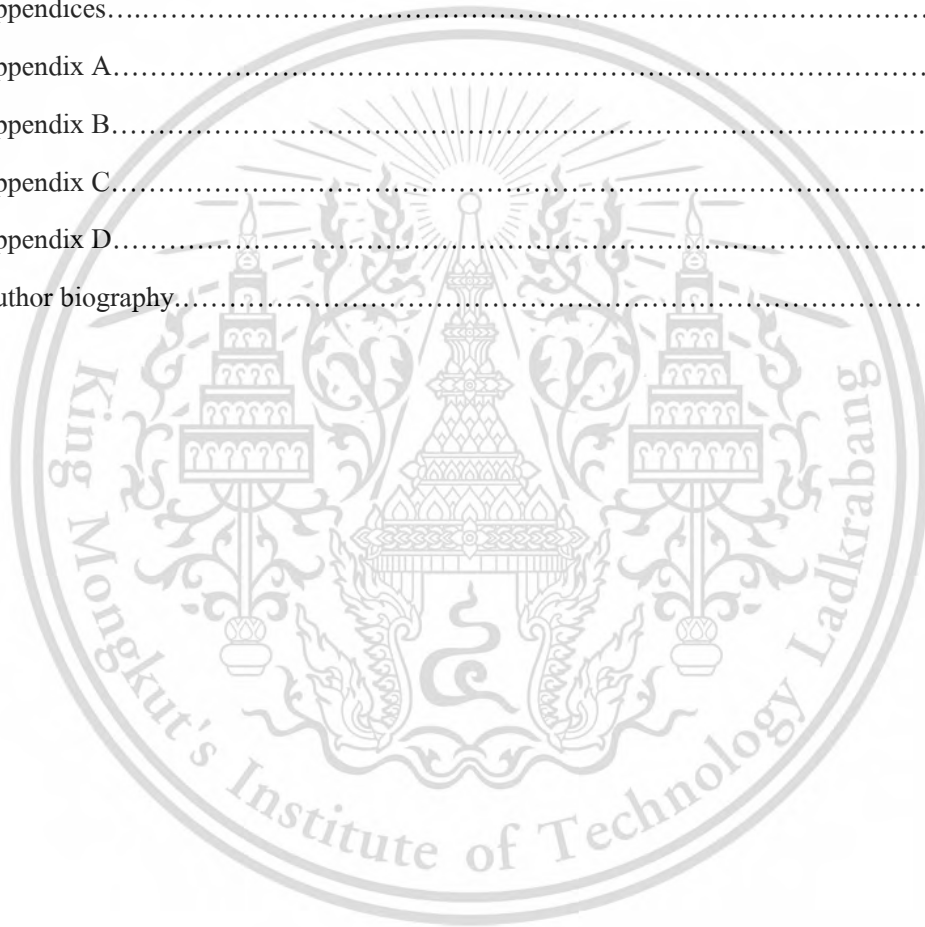 ppendices…………………………………………………………………………
ppendix A…………………………………………………………………………
ppendix B…………………………………………………………………………
ppendix C…………………………………………………………………………
ppendix D…………………………………………………………………………
uthor biography……………………………………………………………………
King Mongkut's Institute of Technology Ladkrabang